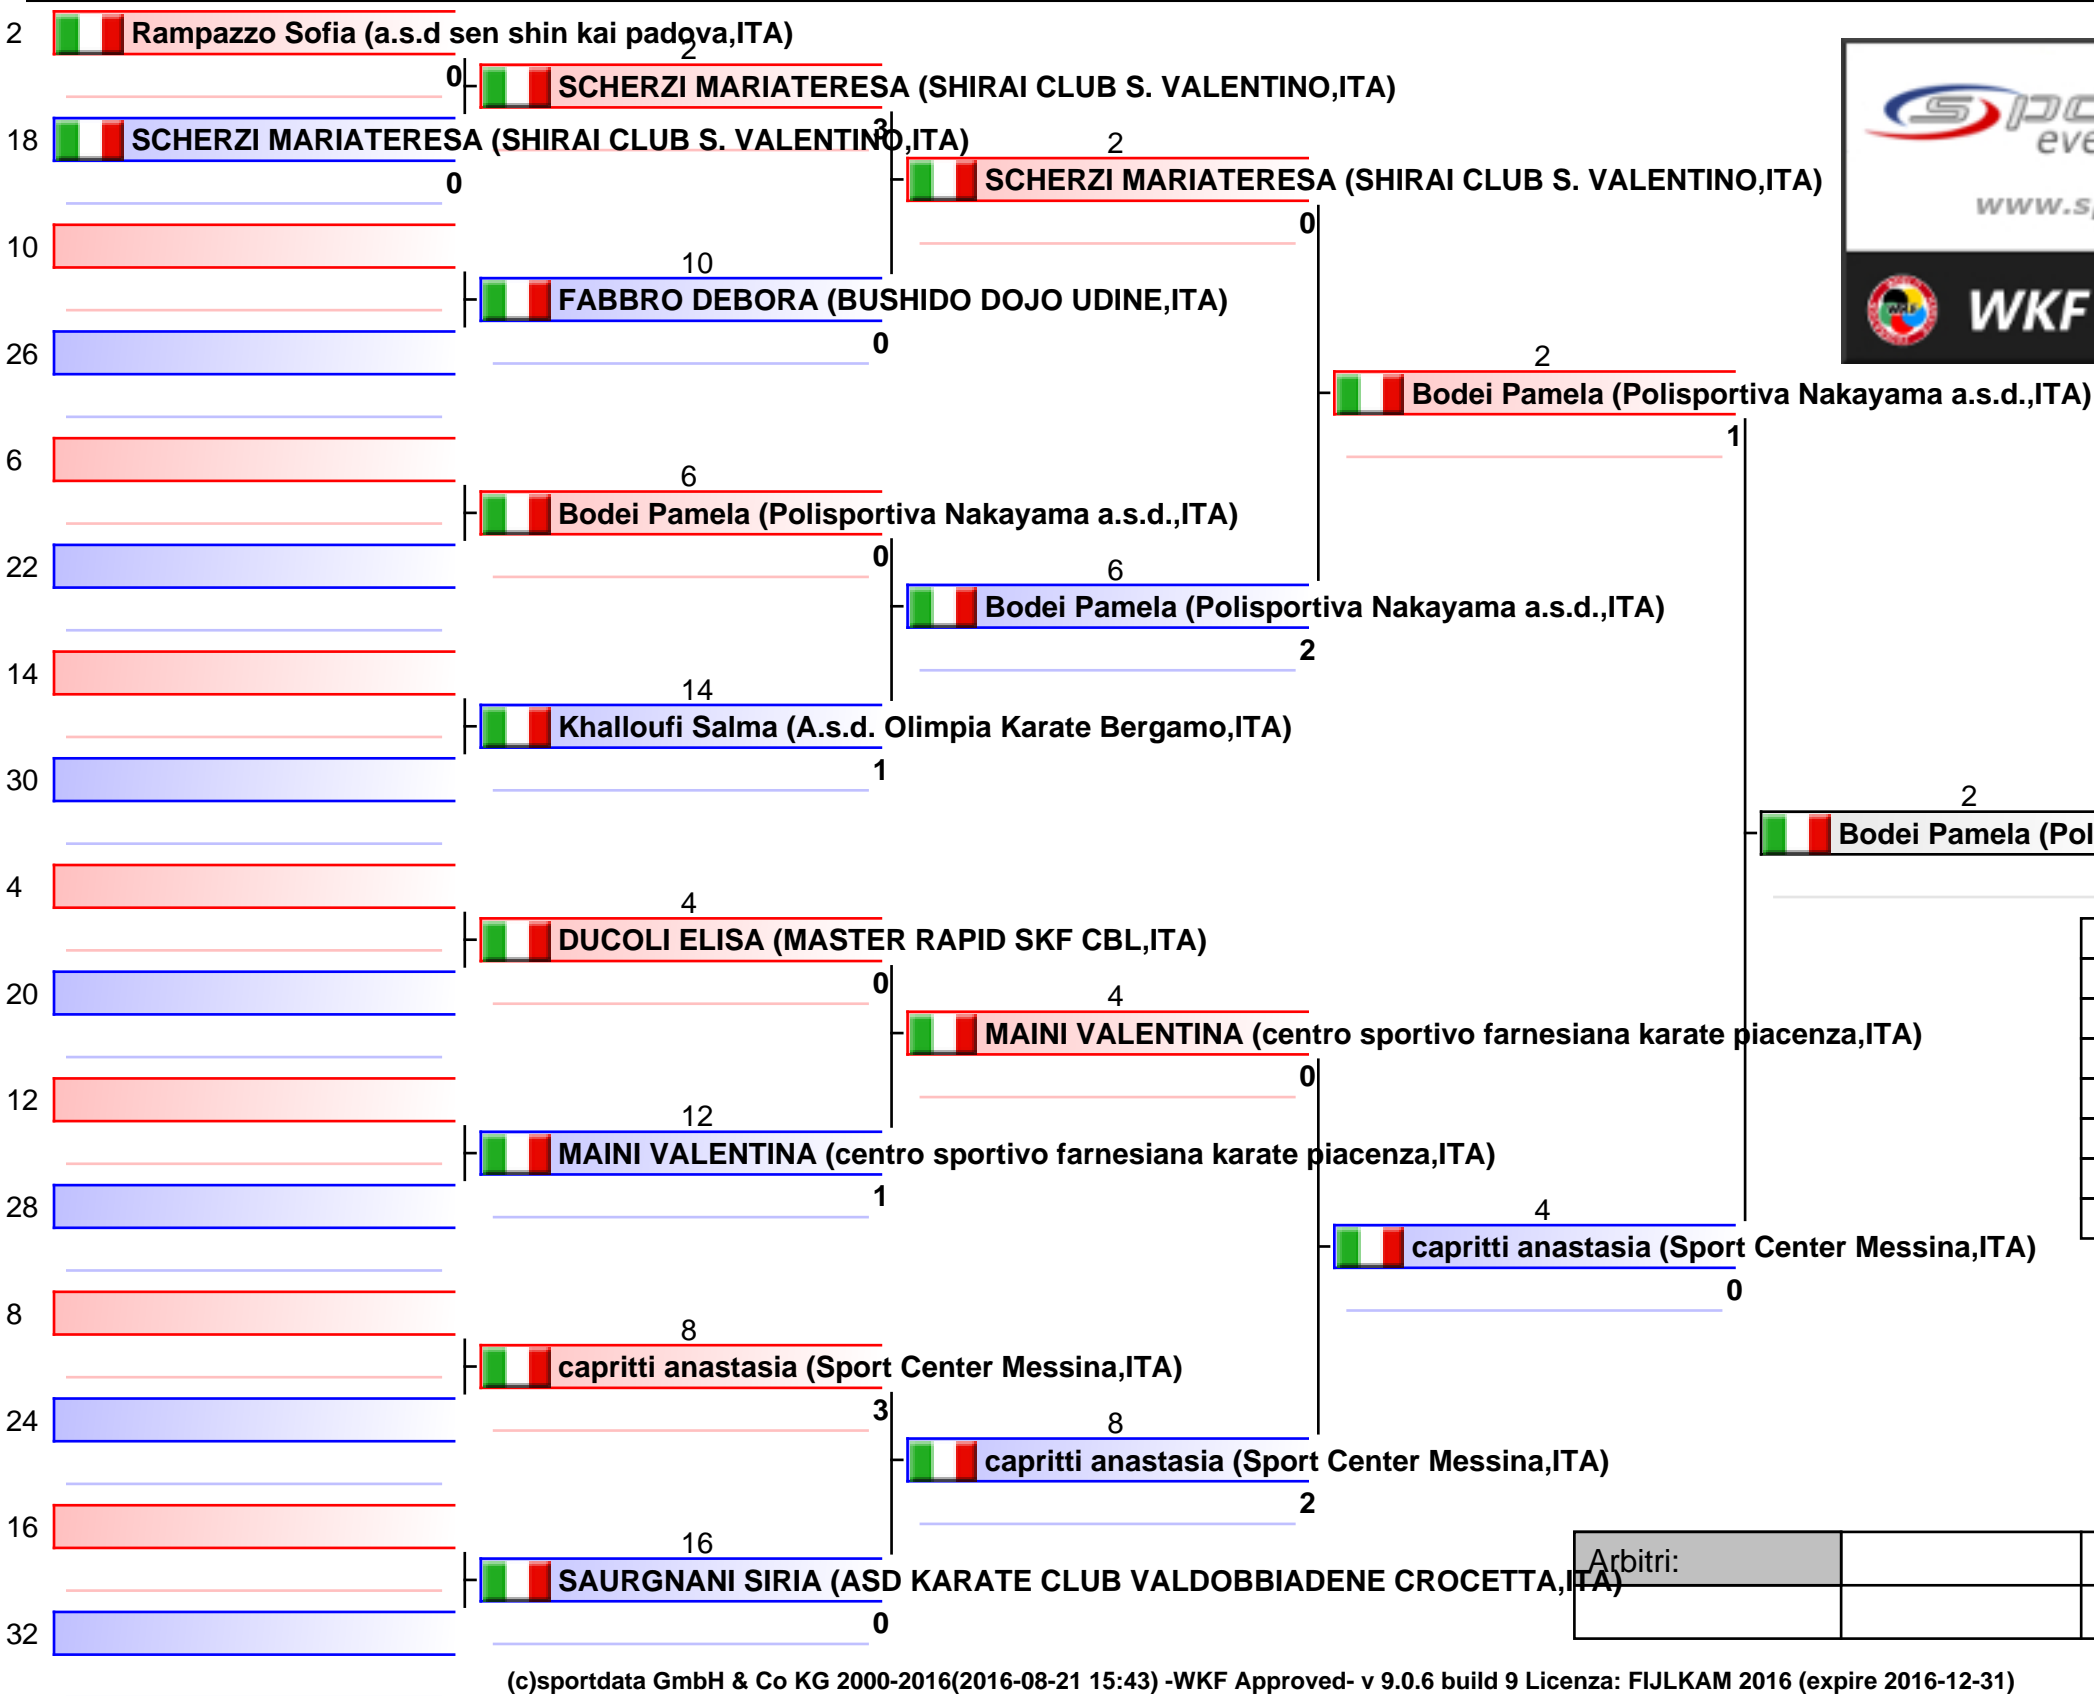 2 Rampazzo Sofia (a.s.d sen shin kai padova,ITA)
0
2
SCHERZI MARIATERESA (SHIRAI CLUB S. VALENTINO,ITA)
3
18 SCHERZI MARIATERESA (SHIRAI CLUB S. VALENTINO,ITA)
0
2
SCHERZI MARIATERESA (SHIRAI CLUB S. VALENTINO,ITA)
0
10
10
FABBRO DEBORA (BUSHIDO DOJO UDINE,ITA)
0
26
2
Bodei Pamela (Polisportiva Nakayama a.s.d.,ITA)
1
6
6
Bodei Pamela (Polisportiva Nakayama a.s.d.,ITA)
0
22
6
Bodei Pamela (Polisportiva Nakayama a.s.d.,ITA)
2
14
14
Khalloufi Salma (A.s.d. Olimpia Karate Bergamo,ITA)
1
30
2
Bodei Pamela (Pol
4
4
DUCOLI ELISA (MASTER RAPID SKF CBL,ITA)
0
20
4
MAINI VALENTINA (centro sportivo farnesiana karate piacenza,ITA)
0
12
12
MAINI VALENTINA (centro sportivo farnesiana karate piacenza,ITA)
1
28
4
capritti anastasia (Sport Center Messina,ITA)
0
8
8
capritti anastasia (Sport Center Messina,ITA)
3
24
8
capritti anastasia (Sport Center Messina,ITA)
2
16
16
SAURGNANI SIRIA (ASD KARATE CLUB VALDOBBIADENE CROCETTA,ITA)
0
32
Arbitri:
eve
www.s
WKF
(c)sportdata GmbH & Co KG 2000-2016(2016-08-21 15:43) -WKF Approved- v 9.0.6 build 9 Licenza: FIJLKAM 2016 (expire 2016-12-31)